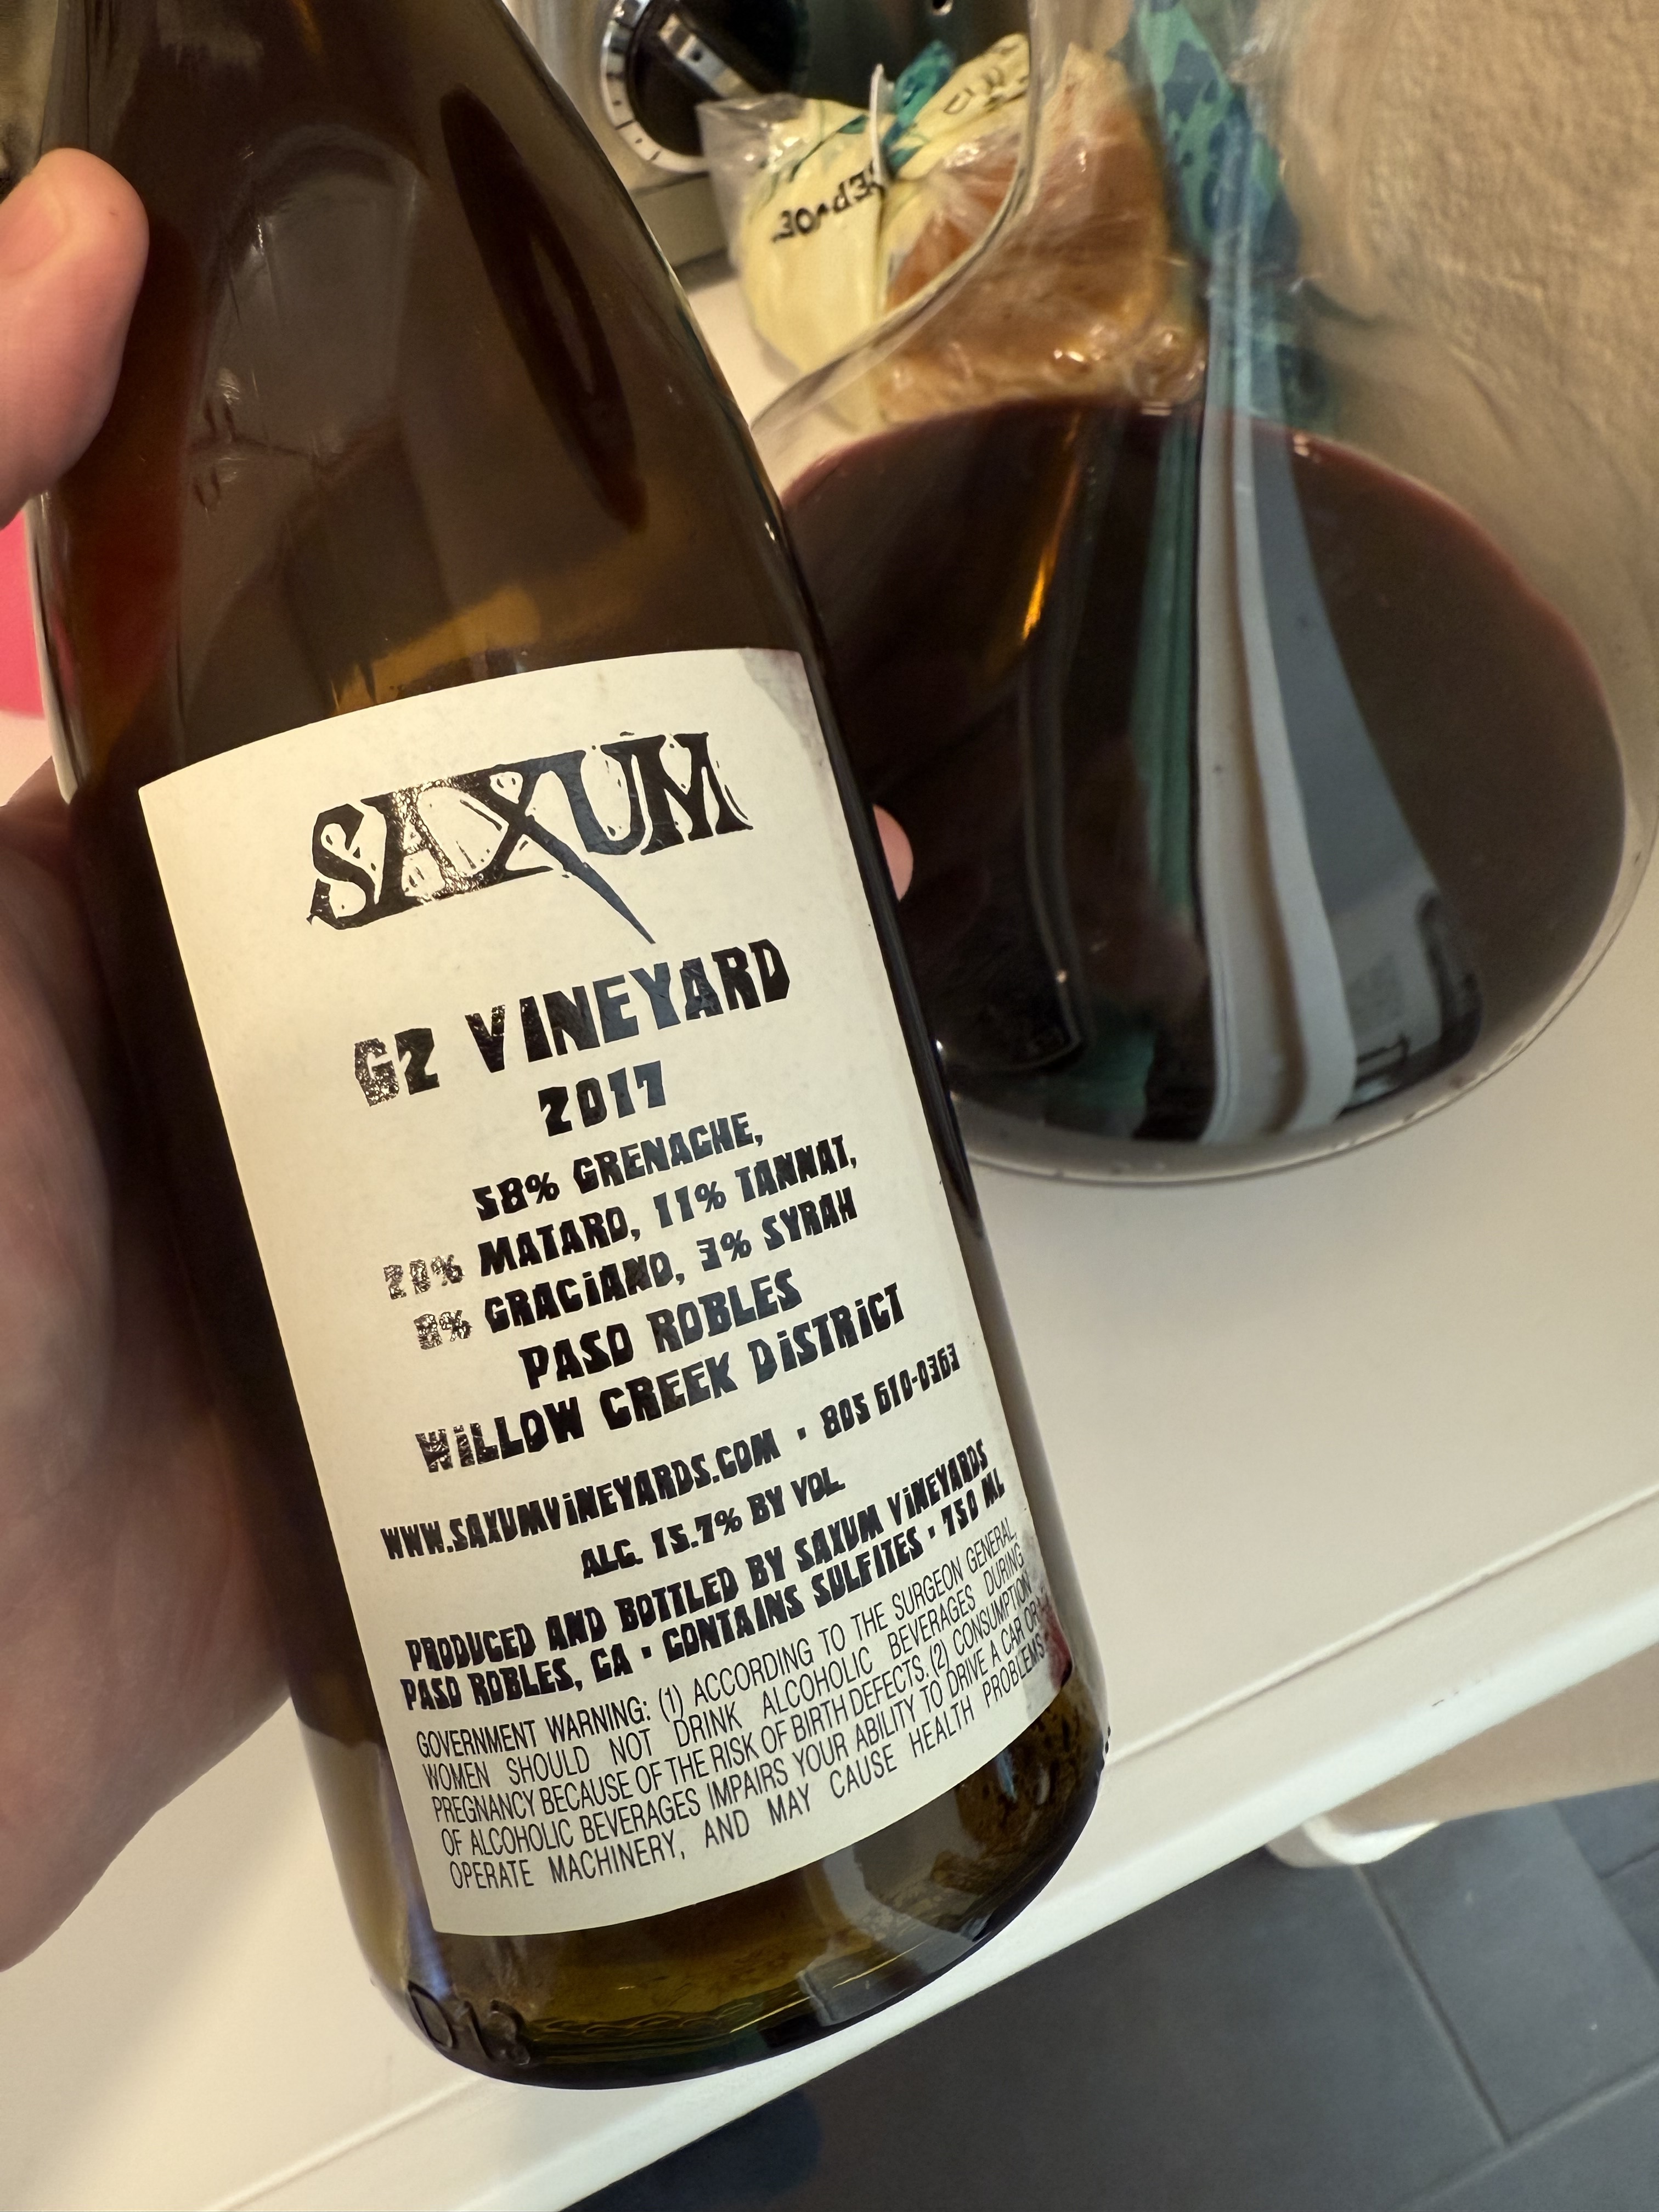 SAXUM
G2 VINEYARD
2017
58% GRENACHE,
20% MATARO, 11% TANNAT,
8% GRACIANO, 3% SYRAH
PASO ROBLES
WILLOW CREEK DISTRICT
WWW.SAXUMVINEYARDS.COM · 805 610-0363
ALC. 15.7% BY VOL.
PRODUCED AND BOTTLED BY SAXUM VINEYARDS
PASO ROBLES, CA · CONTAINS SULFITES · 750 ML
GOVERNMENT WARNING: (1) ACCORDING TO THE SURGEON GENERAL,
WOMEN SHOULD NOT DRINK ALCOHOLIC BEVERAGES DURING
PREGNANCY BECAUSE OF THE RISK OF BIRTH DEFECTS. (2) CONSUMPTION
OF ALCOHOLIC BEVERAGES IMPAIRS YOUR ABILITY TO DRIVE A CAR OR
OPERATE MACHINERY, AND MAY CAUSE HEALTH PROBLEMS